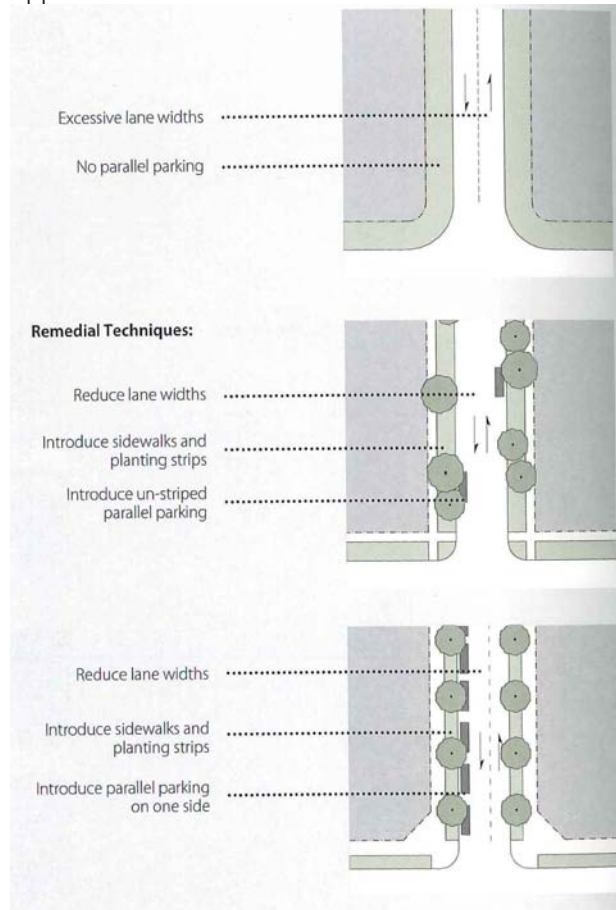 Excessive lane widths
No parallel parking
Remedial Techniques:
Reduce lane widths
Introduce sidewalks and
planting strips
Introduce un-striped
parallel parking
Reduce lane widths
Introduce sidewalks and
planting strips
Introduce parallel parking
on one side